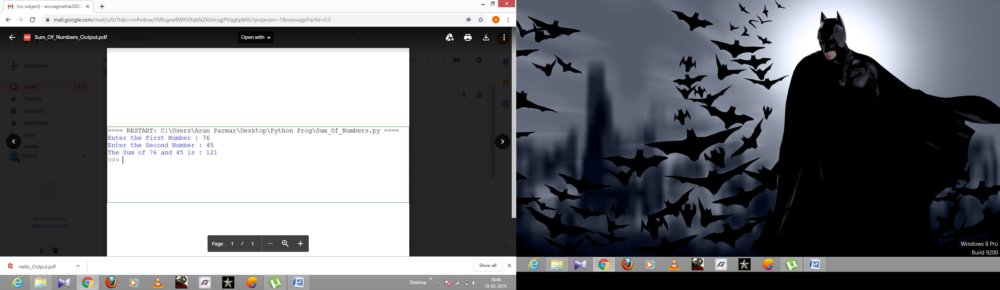 (no subject) - anuragmehta20002
mail.google.com/mail/u/0/?tab=rm#inbox/FMfcgxwBWKVXqkNZKbVrzgjPVqgkpMXz?projector=1&messagePartId=0.5
A
PDF Sum_Of_Numbers_Output.pdf
Open with
Search mail
Compose
Inbox 3,818
Starred
Snoozed
Important
Sent
Drafts 2
Anurag
No recent chats
Start a new one
==== RESTART: C:\Users\Arun Parmar\Desktop\Python Prog\Sum_Of_Numbers.py ====
Enter the First Number : 76
Enter the Second Number : 45
The Sum of 76 and 45 is : 121
>>>
Page 1 / 1
Hello_Output.pdf
Show all
Desktop
18:46
18-03-2019
Windows 8 Pro
Build 9200